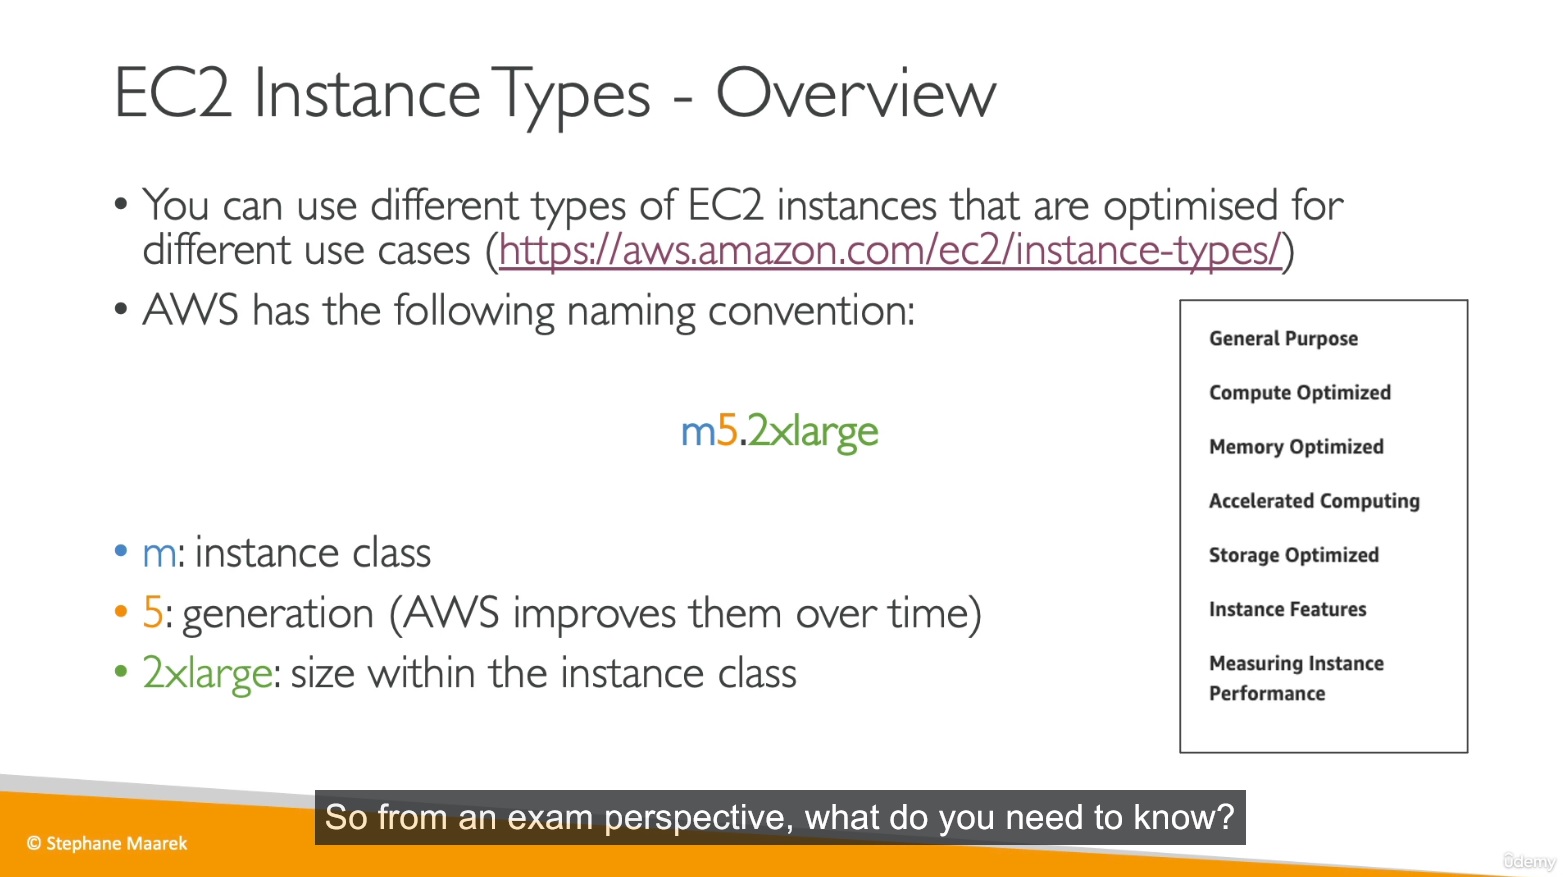 EC2 Instance Types - Overview
• You can use different types of EC2 instances that are optimised for
different use cases (https://aws.amazon.com/ec2/instance-types/)
• AWS has the following naming convention:
m5.2xlarge
• m: instance class
• 5: generation (AWS improves them over time)
• 2xlarge: size within the instance class
General Purpose
Compute Optimized
Memory Optimized
Accelerated Computing
Storage Optimized
Instance Features
Measuring Instance
Performance
So from an exam perspective, what do you need to know?
© Stephane Maarek
ûdemy